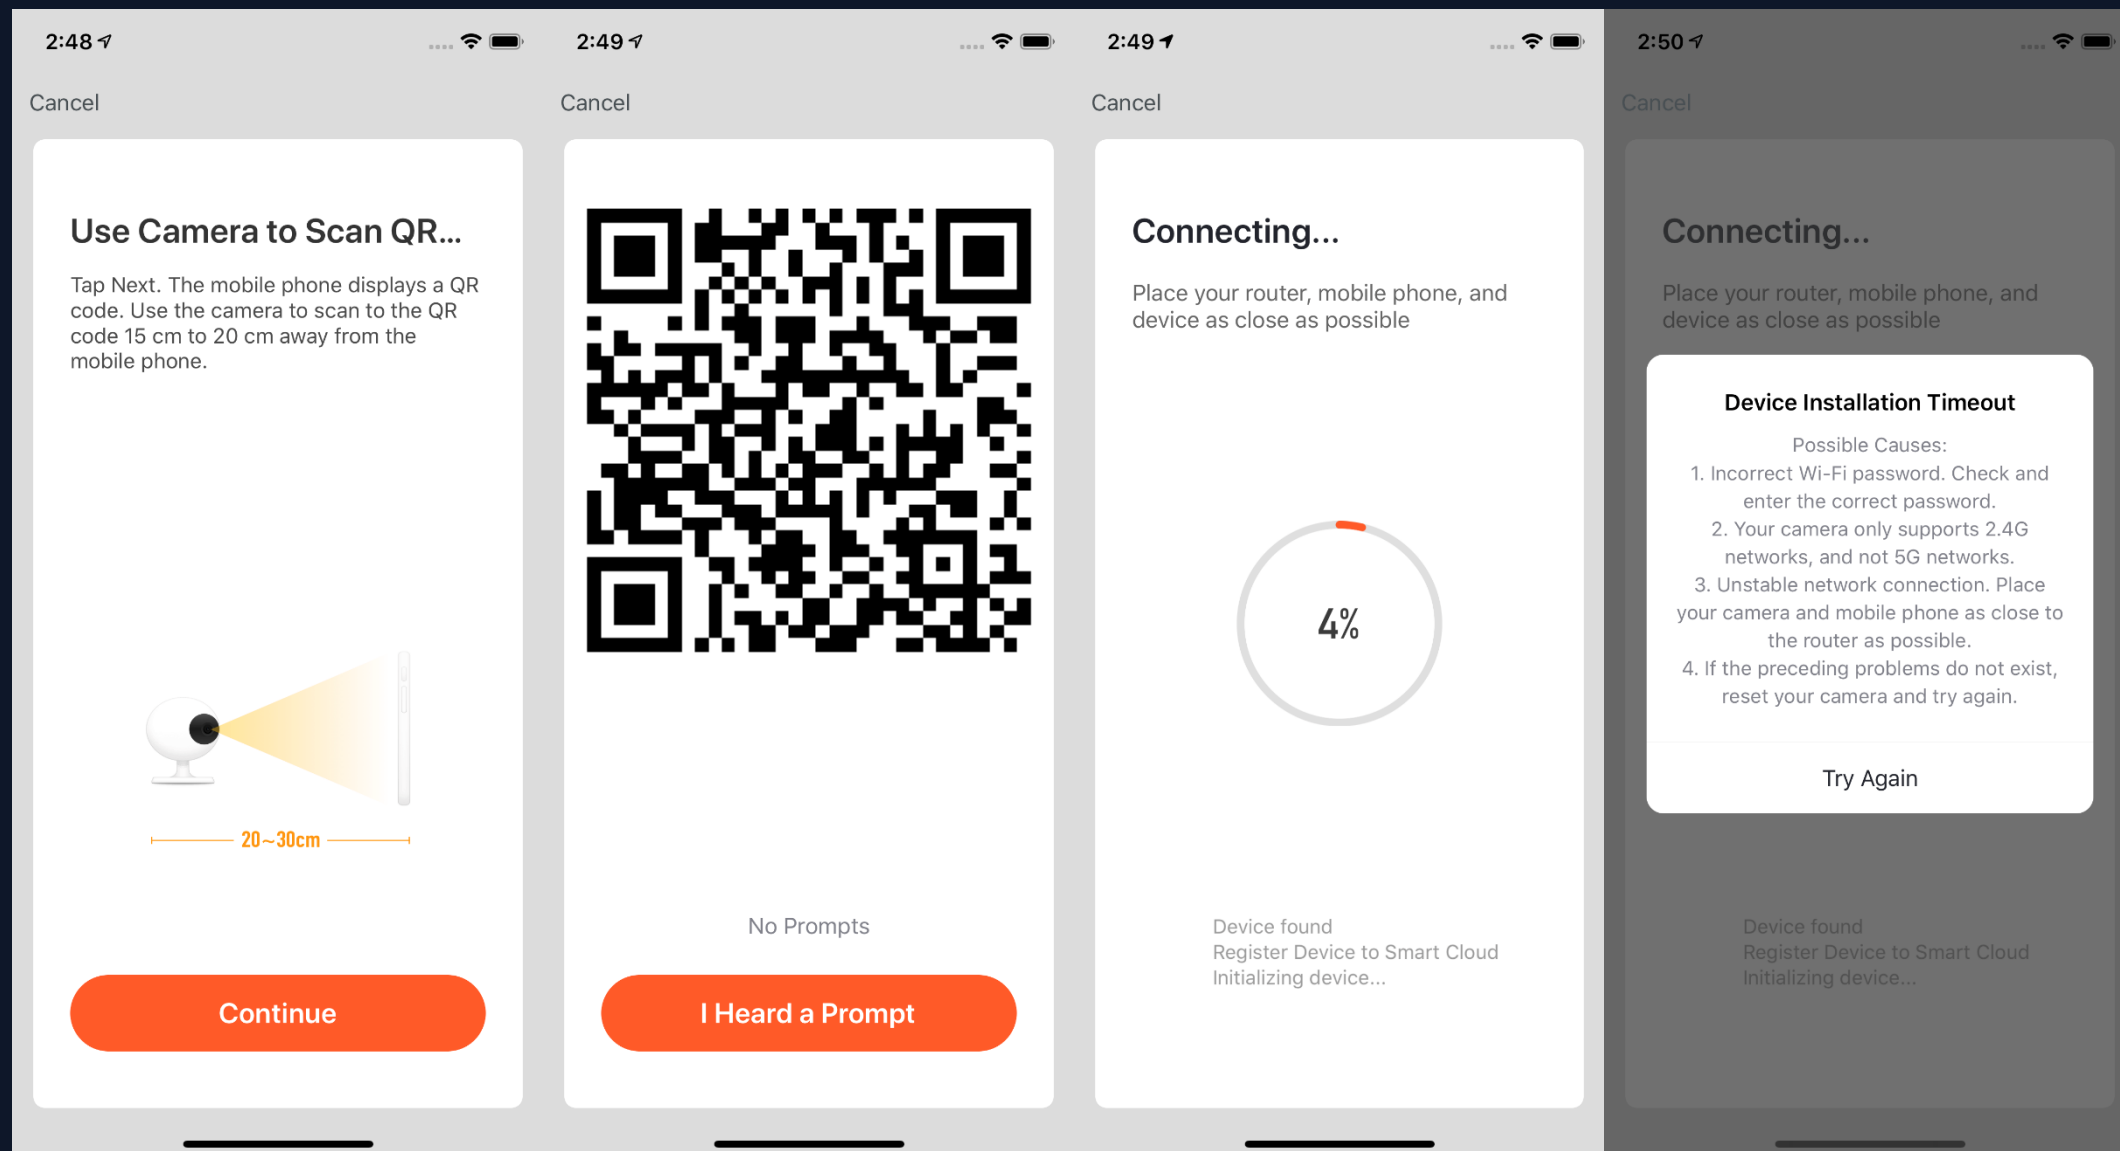 2:48
Cancel
Use Camera to Scan QR...
Tap Next. The mobile phone displays a QR
code. Use the camera to scan to the QR
code 15 cm to 20 cm away from the
mobile phone.
20~30cm
Continue
2:49
Cancel
No Prompts
I Heard a Prompt
2:49
Cancel
Connecting...
Place your router, mobile phone, and
device as close as possible
4%
Device found
Register Device to Smart Cloud
Initializing device...
2:50
Cancel
Connecting...
Place your router, mobile phone, and
device as close as possible
Device Installation Timeout
Possible Causes:
1. Incorrect Wi-Fi password. Check and
enter the correct password.
2. Your camera only supports 2.4G
networks, and not 5G networks.
3. Unstable network connection. Place
your camera and mobile phone as close to
the router as possible.
4. If the preceding problems do not exist,
reset your camera and try again.
Try Again
Device found
Register Device to Smart Cloud
Initializing device...